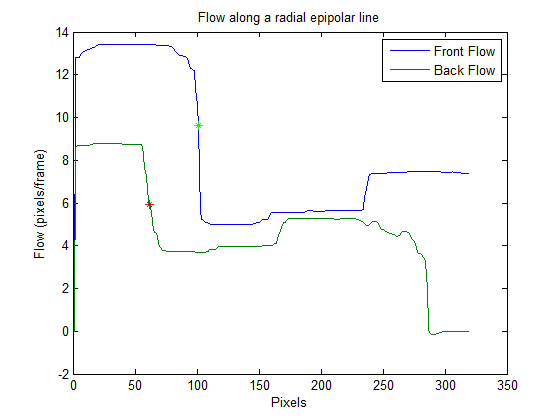 Flow along a radial epipolar line
Front Flow
Back Flow
Flow (pixels/frame)
14
12
10
8
6
4
2
0
-2
0 50 100 150 200 250 300 350
Pixels